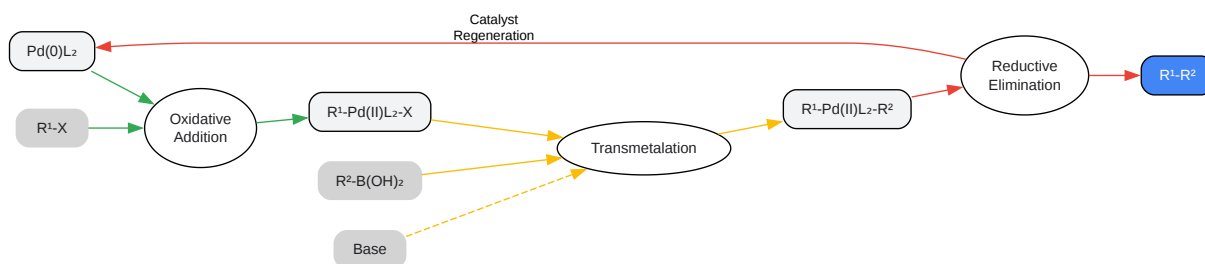 Catalyst
Regeneration
Pd(0)L₂
R¹-X
Oxidative
Addition
R¹-Pd(II)L₂-X
R²-B(OH)₂
Base
Transmetalation
R¹-Pd(II)L₂-R²
Reductive
Elimination
R¹-R²